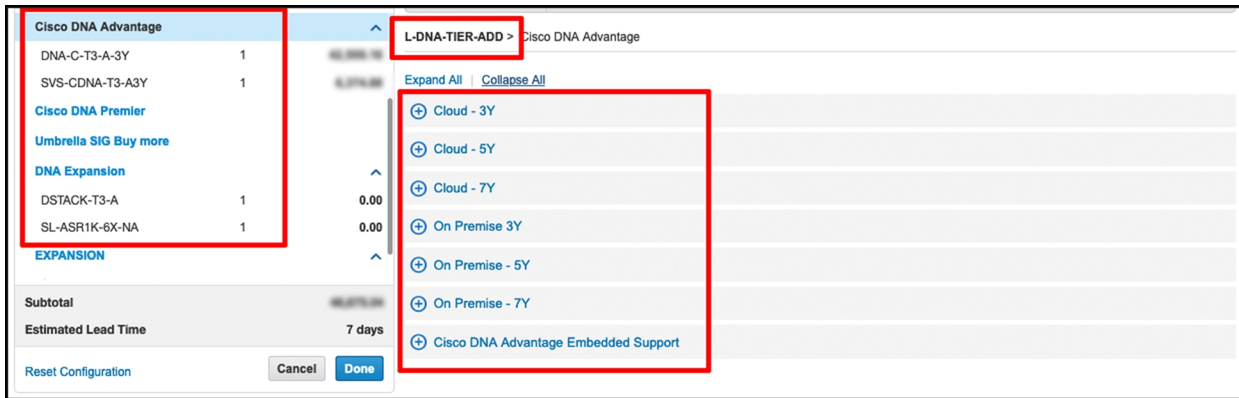 Cisco DNA Advantage
DNA-C-T3-A-3Y 1
SVS-CDNA-T3-A3Y 1
Cisco DNA Premier
Umbrella SIG Buy more
DNA Expansion
DSTACK-T3-A 1 0.00
SL-ASR1K-6X-NA 1 0.00
EXPANSION
Subtotal
Estimated Lead Time 7 days
Reset Configuration Cancel Done
L-DNA-TIER-ADD > Cisco DNA Advantage
Expand All | Collapse All
Cloud - 3Y
Cloud - 5Y
Cloud - 7Y
On Premise 3Y
On Premise - 5Y
On Premise - 7Y
Cisco DNA Advantage Embedded Support